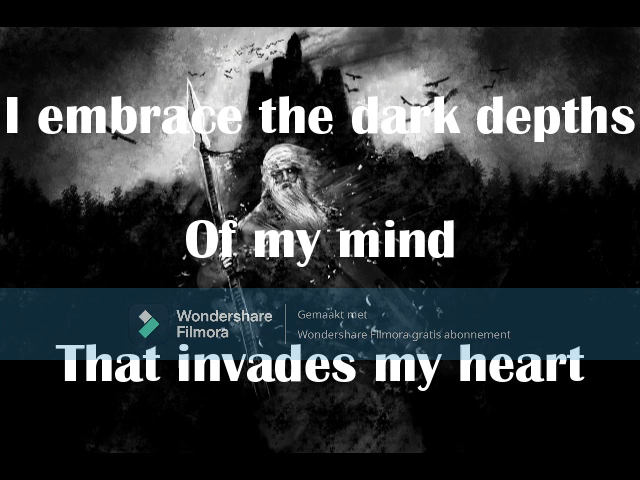 I embrace the dark depths
Of my mind
Wondershare
Filmora
Gemaakt met
Wondershare Filmora gratis abonnement
That invades my heart